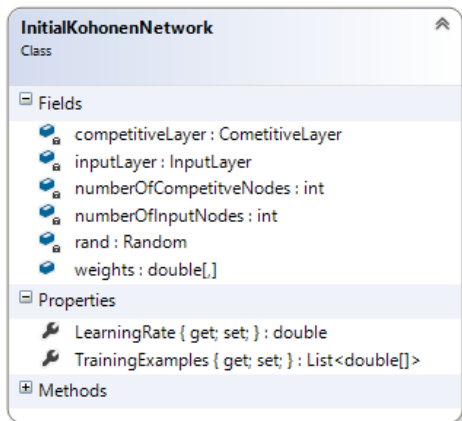 InitialKohonenNetwork
Class
Fields
competitiveLayer : CometitiveLayer
inputLayer : InputLayer
numberOfCompetitveNodes : int
numberOfInputNodes : int
rand : Random
weights : double[,]
Properties
LearningRate { get; set; } : double
TrainingExamples { get; set; } : List<double[]>
Methods